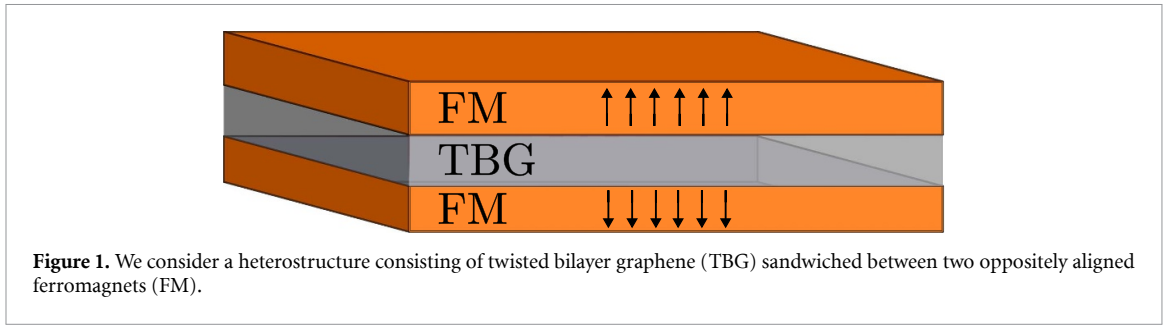 FM
TBG
FM
Figure 1. We consider a heterostructure consisting of twisted bilayer graphene (TBG) sandwiched between two oppositely aligned
ferromagnets (FM).